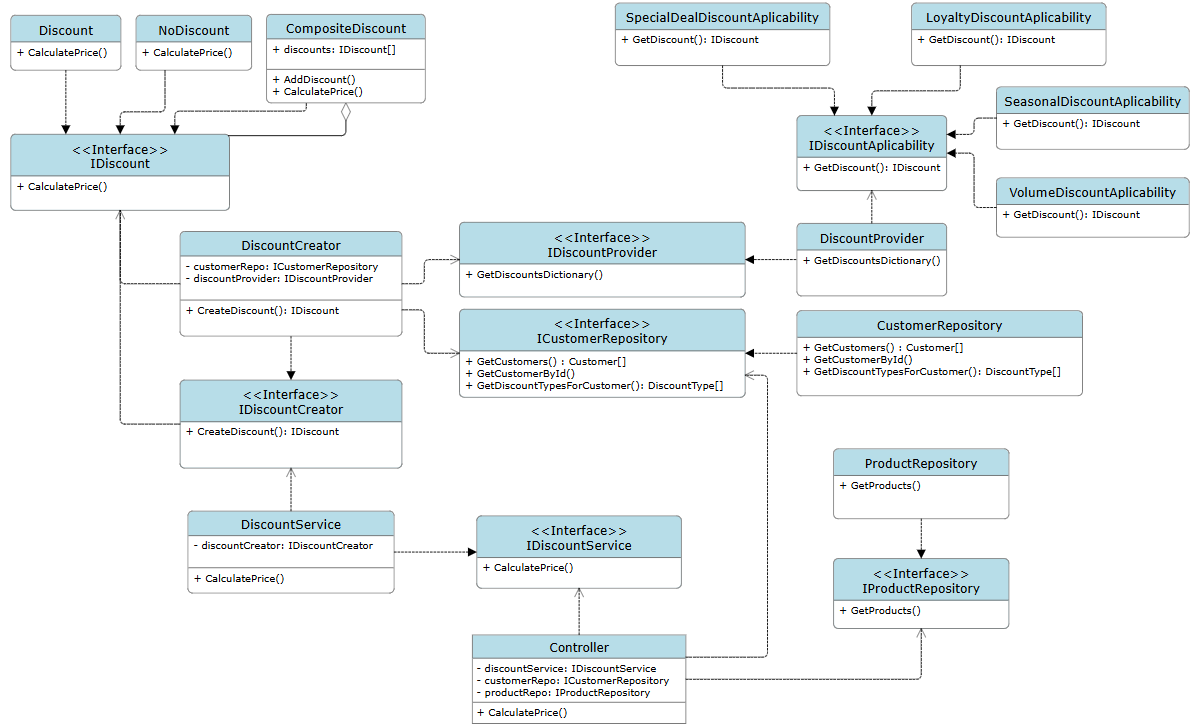 Discount
+ CalculatePrice()
NoDiscount
+ CalculatePrice()
CompositeDiscount
+ discounts: IDiscount[]
+ AddDiscount()
+ CalculatePrice()
SpecialDealDiscountAplicability
+ GetDiscount(): IDiscount
LoyaltyDiscountAplicability
+ GetDiscount(): IDiscount
SeasonalDiscountAplicability
+ GetDiscount(): IDiscount
<<Interface>>
IDiscount
+ CalculatePrice()
<<Interface>>
IDiscountAplicability
+ GetDiscount(): IDiscount
VolumeDiscountAplicability
+ GetDiscount(): IDiscount
DiscountCreator
- customerRepo: ICustomerRepository
- discountProvider: IDiscountProvider
+ CreateDiscount(): IDiscount
<<Interface>>
IDiscountProvider
+ GetDiscountsDictionary()
DiscountProvider
+ GetDiscountsDictionary()
<<Interface>>
ICustomerRepository
+ GetCustomers() : Customer[]
+ GetCustomerById()
+ GetDiscountTypesForCustomer(): DiscountType[]
CustomerRepository
+ GetCustomers() : Customer[]
+ GetCustomerById()
+ GetDiscountTypesForCustomer(): DiscountType[]
<<Interface>>
IDiscountCreator
+ CreateDiscount(): IDiscount
ProductRepository
+ GetProducts()
DiscountService
- discountCreator: IDiscountCreator
+ CalculatePrice()
<<Interface>>
IDiscountService
+ CalculatePrice()
<<Interface>>
IProductRepository
+ GetProducts()
Controller
- discountService: IDiscountService
- customerRepo: ICustomerRepository
- productRepo: IProductRepository
+ CalculatePrice()